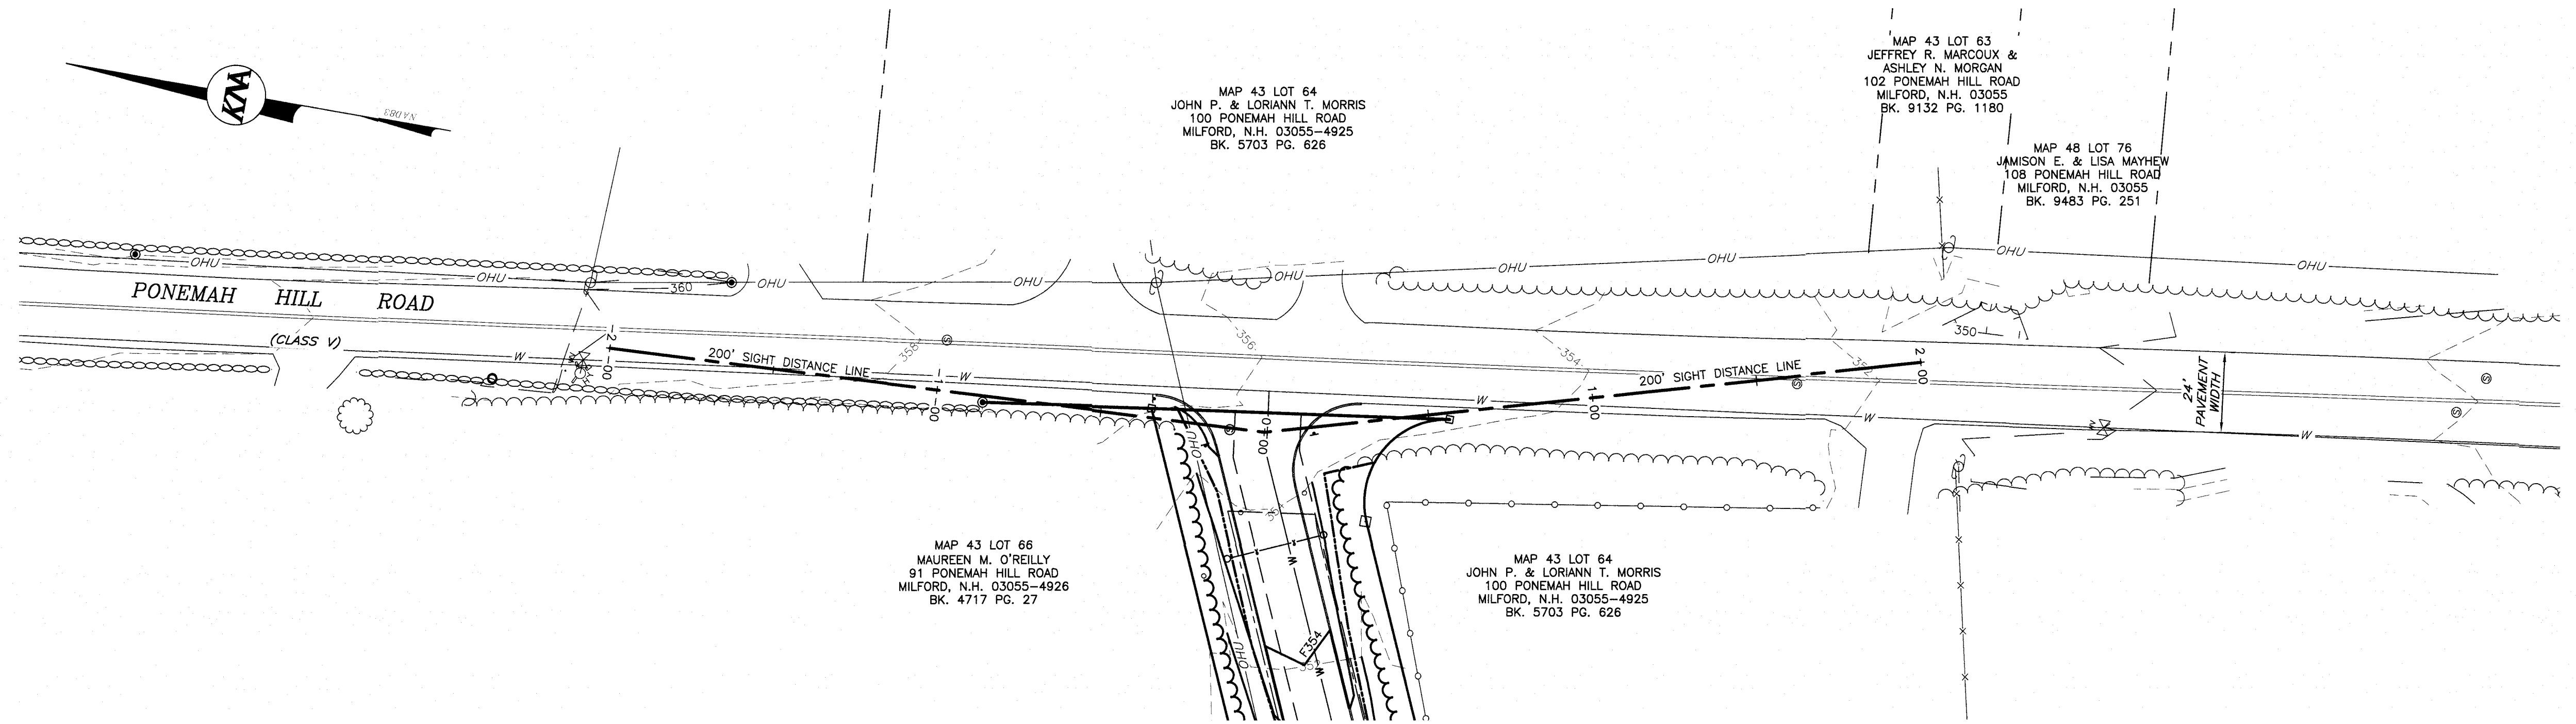 KNA
NAD83
MAP 43 LOT 64
JOHN P. & LORIANN T. MORRIS
100 PONEMAH HILL ROAD
MILFORD, N.H. 03055-4925
BK. 5703 PG. 626
MAP 43 LOT 63
JEFFREY R. MARCOUX &
ASHLEY N. MORGAN
102 PONEMAH HILL ROAD
MILFORD, N.H. 03055
BK. 9132 PG. 1180
MAP 48 LOT 76
JAMISON E. & LISA MAYHEW
108 PONEMAH HILL ROAD
MILFORD, N.H. 03055
BK. 9483 PG. 251
OHU
OHU
OHU
OHU
OHU
OHU
OHU
OHU
OHU
PONEMAH HILL ROAD
(CLASS V)
360
358
356
354
352
350
W
W
W
W
W
W
S
S
S
S
S
-2+00
200' SIGHT DISTANCE LINE
-1+00
0+00
1+00
200' SIGHT DISTANCE LINE
2+00
24'
PAVEMENT
WIDTH
OHU
OHU
W
W
F354
MAP 43 LOT 66
MAUREEN M. O'REILLY
91 PONEMAH HILL ROAD
MILFORD, N.H. 03055-4926
BK. 4717 PG. 27
MAP 43 LOT 64
JOHN P. & LORIANN T. MORRIS
100 PONEMAH HILL ROAD
MILFORD, N.H. 03055-4925
BK. 5703 PG. 626